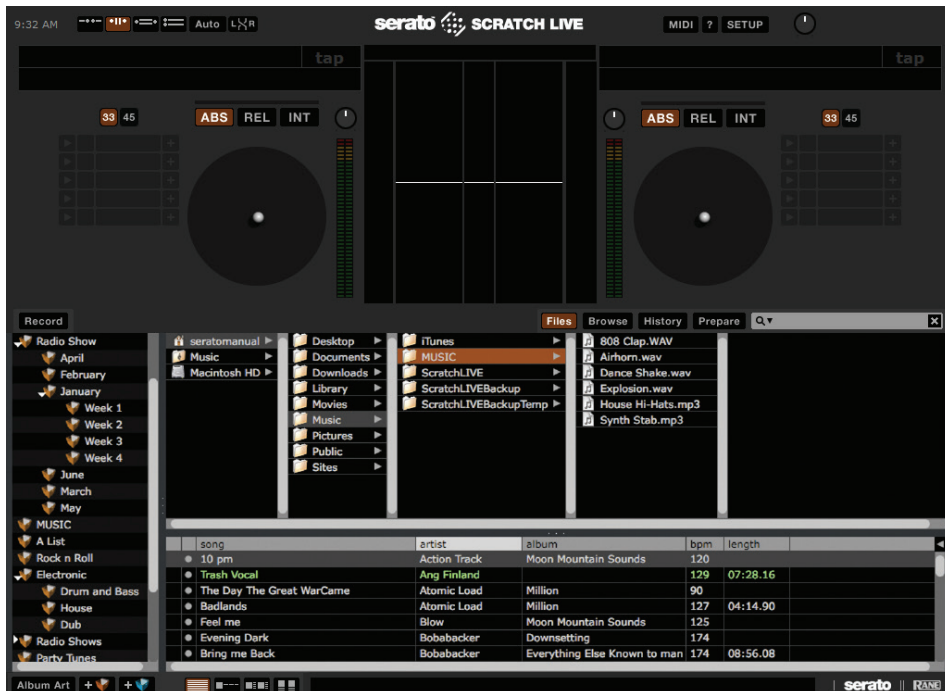 9:32 AM Auto LXR serato SCRATCH LIVE MIDI ? SETUP
tap tap
33 45 ABS REL INT ABS REL INT 33 45
Record Files Browse History Prepare
Radio Show
April
February
January
Week 1
Week 2
Week 3
Week 4
June
March
May
MUSIC
A List
Rock n Roll
Electronic
Drum and Bass
House
Dub
Radio Shows
Party Tunes
seratomanual
Music
Macintosh HD
Desktop
Documents
Downloads
Library
Movies
Music
Pictures
Public
Sites
iTunes
MUSIC
ScratchLIVE
ScratchLIVEBackup
ScratchLIVEBackupTemp
808 Clap.WAV
Airhorn.wav
Dance Shake.wav
Explosion.wav
House Hi-Hats.mp3
Synth Stab.mp3
song artist album bpm length
10 pm Action Track Moon Mountain Sounds 120
Trash Vocal Ang Finland 129 07:28.16
The Day The Great WarCame Atomic Load Million 90
Badlands Atomic Load Million 127 04:14.90
Feel me Blow Moon Mountain Sounds 125
Evening Dark Bobabacker Downsetting 174
Bring me Back Bobabacker Everything Else Known to man 174 08:56.08
Album Art serato RANE